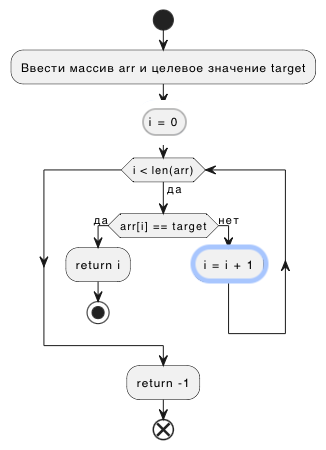 Ввести массив arr и целевое значение target
i = 0
i < len(arr)
да
arr[i] == target
да
нет
return i
i = i + 1
return -1